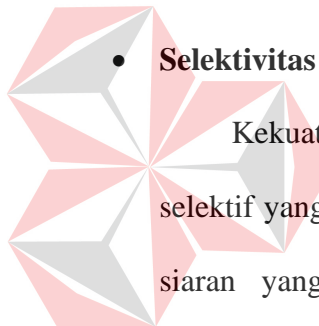 • Selektivitas
Kekuat
selektif yang
siaran yang